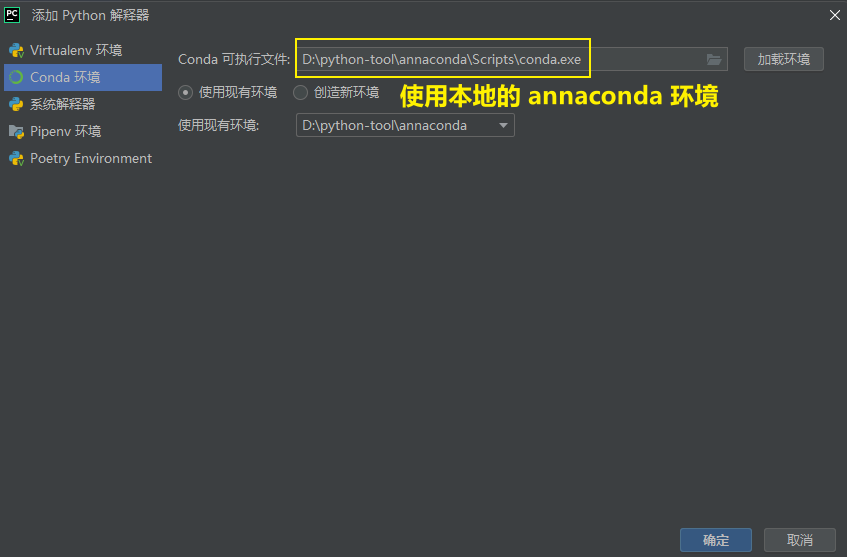 PC 添加 Python 解释器
Virtualenv 环境
Conda 环境
系统解释器
Pipenv 环境
Poetry Environment
Conda 可执行文件: D:\python-tool\annaconda\Scripts\conda.exe 加载环境
使用现有环境 创造新环境 使用本地的 annaconda 环境
使用现有环境: D:\python-tool\annaconda
确定 取消